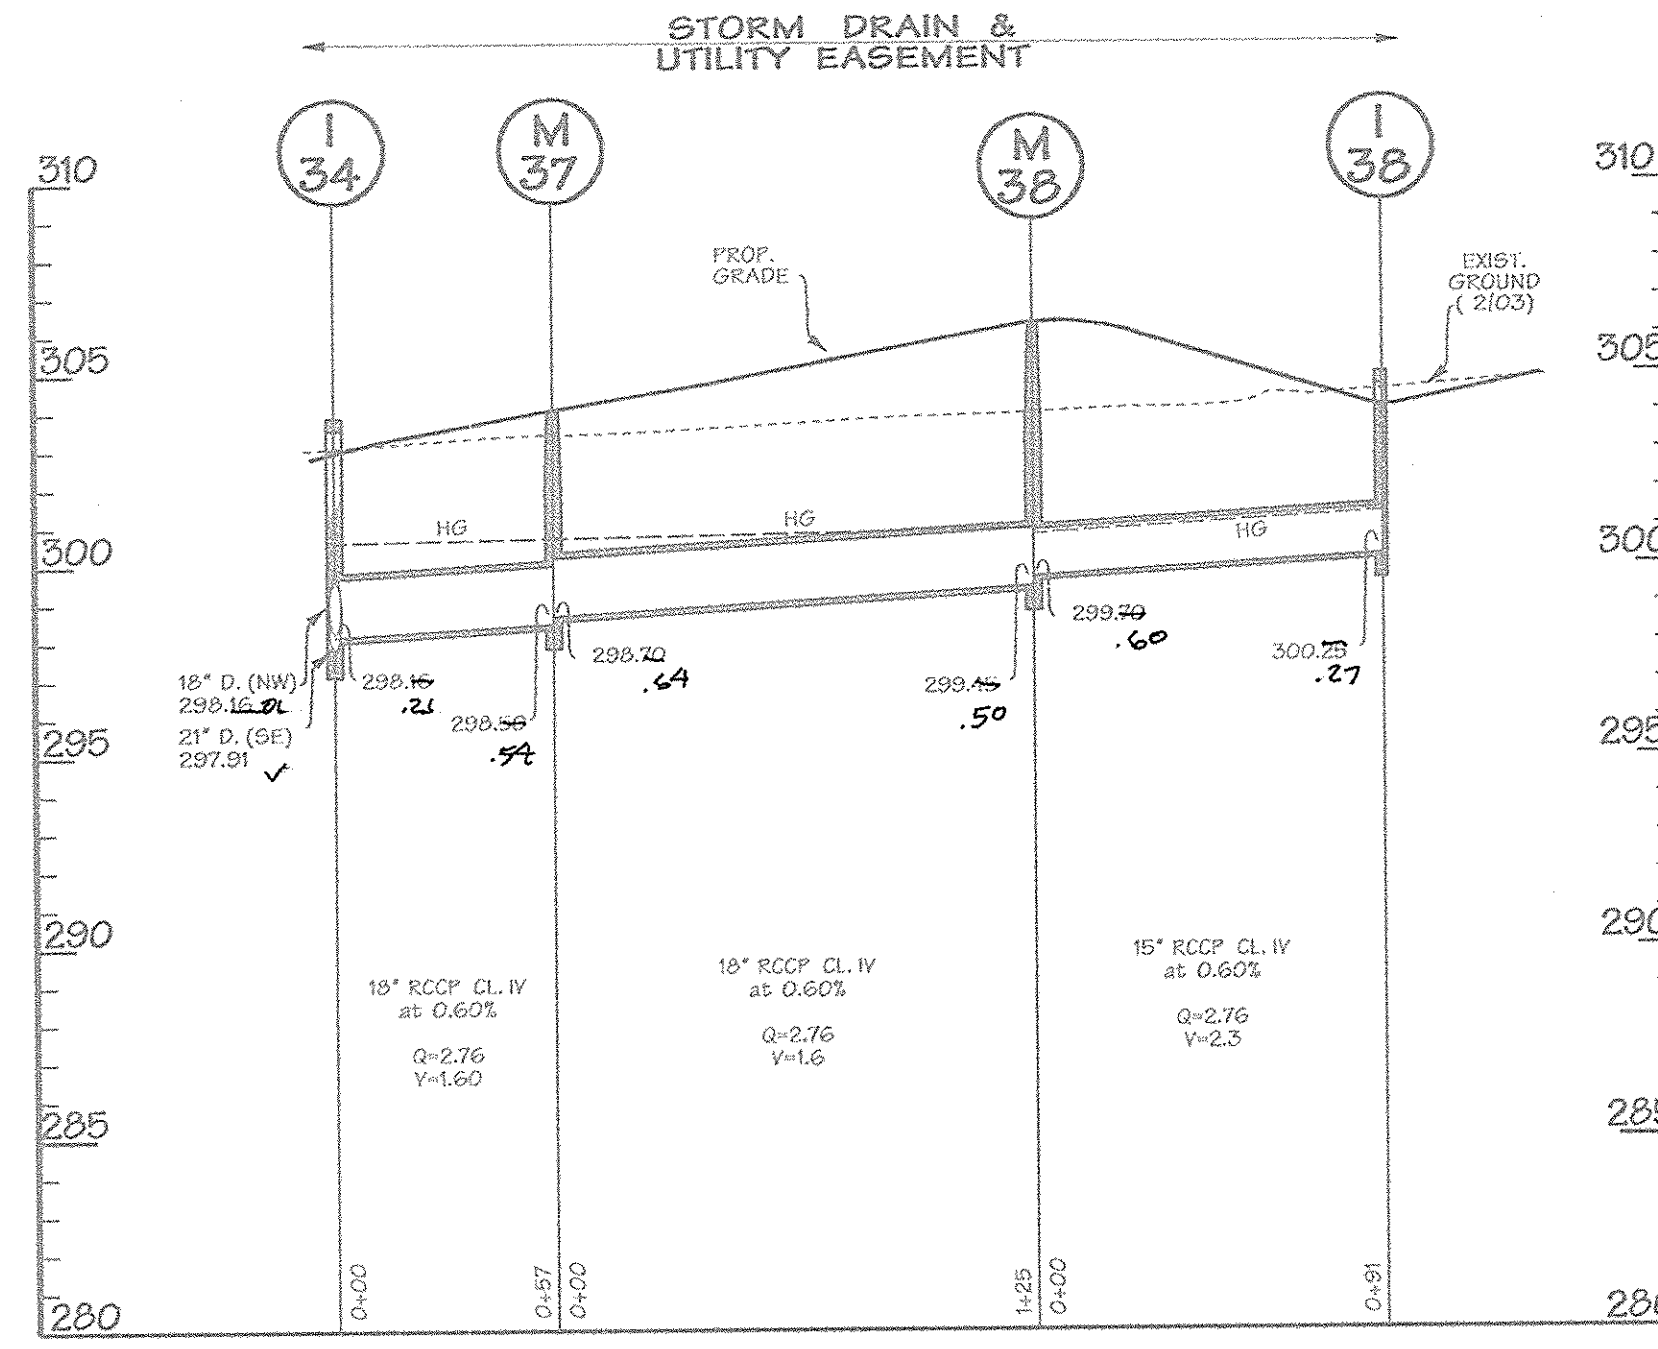 STORM DRAIN &
UTILITY EASEMENT
I
34
M
37
M
38
I
38
310
305
300
295
290
285
280
310
305
300
295
290
285
280
PROP.
GRADE
EXIST.
GROUND
( 2/03)
HG
HG
HG
18" D. (NW)
298.16 .01
21" D. (SE)
297.91 ✓
298.16
.21
298.50
.54
298.70
.64
299.45
.50
299.70
.60
300.25
.27
18" RCCP CL. IV
at 0.60%
Q=2.76
V=1.60
18" RCCP CL. IV
at 0.60%
Q=2.76
V=1.6
15" RCCP CL. IV
at 0.60%
Q=2.76
V=2.3
0+00
0+57
0+00
1+25
0+00
0+91